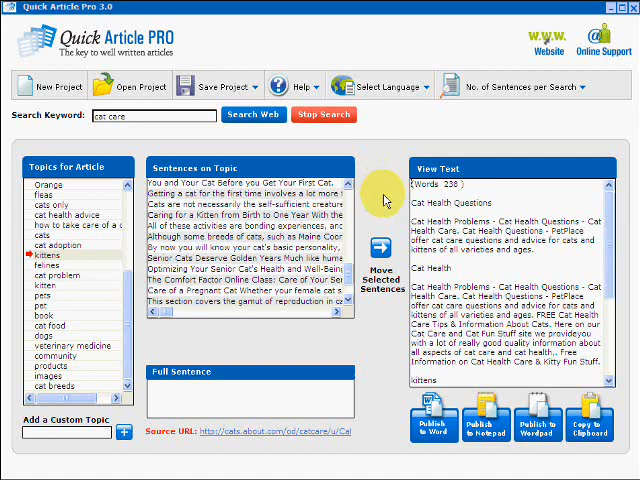 Quick Article Pro 3.0
Quick Article PRO
The key to well written articles
www.
Website
Online Support
New Project
Open Project
Save Project
Help
Select Language
No. of Sentences per Search
Search Keyword:
cat care
Search Web
Stop Search
Topics for Article
Orange
fleas
cats only
cat health advice
how to take care of a c
cats
cat adoption
kittens
felines
cat problem
kitten
pets
pet
book
cat food
dogs
veterinary medicine
community
products
images
cat breeds
Add a Custom Topic
Sentences on Topic
You and Your Cat Before you Get Your First Cat.
Getting a cat for the first time involves a lot more t
Cats are not necessarily the self-sufficient creature
Caring for a Kitten from Birth to One Year With the
All of these activities are bonding experiences, and
Although some breeds of cats, such as Maine Coor
By now you will know your cat's basic personality,
Senior Cats Deserve Golden Years Much like human
Optimizing Your Senior Cat's Health and Well-Being
The Comfort Factor Online Class: Care of Your Ser
Care of a Pregnant Cat Whether your female cat s
This section covers the gamut of reproduction in c
Full Sentence
Source URL: http://cats.about.com/od/catcare/u/Cal
Move
Selected
Sentences
View Text
{Words 238 }
Cat Health Questions
Cat Health Problems - Cat Health Questions - Cat
Health Care. Cat Health Questions - PetPlace
offer cat care questions and advice for cats and
kittens of all varieties and ages.
Cat Health
Cat Health Problems - Cat Health Questions - Cat
Health Care. Cat Health Questions - PetPlace
offer cat care questions and advice for cats and
kittens of all varieties and ages. FREE Cat Health
Care Tips & Information About Cats. Here on our
Cat Care and Cat Fun Stuff site we provideyou
with a lot of really good quality information about
all aspects of cat care and cat health,. Free
Information on Cat Health Care & Kitty Fun Stuff.
kittens
Publish to Word
Publish to Notepad
Publish to Wordpad
Copy to Clipboard